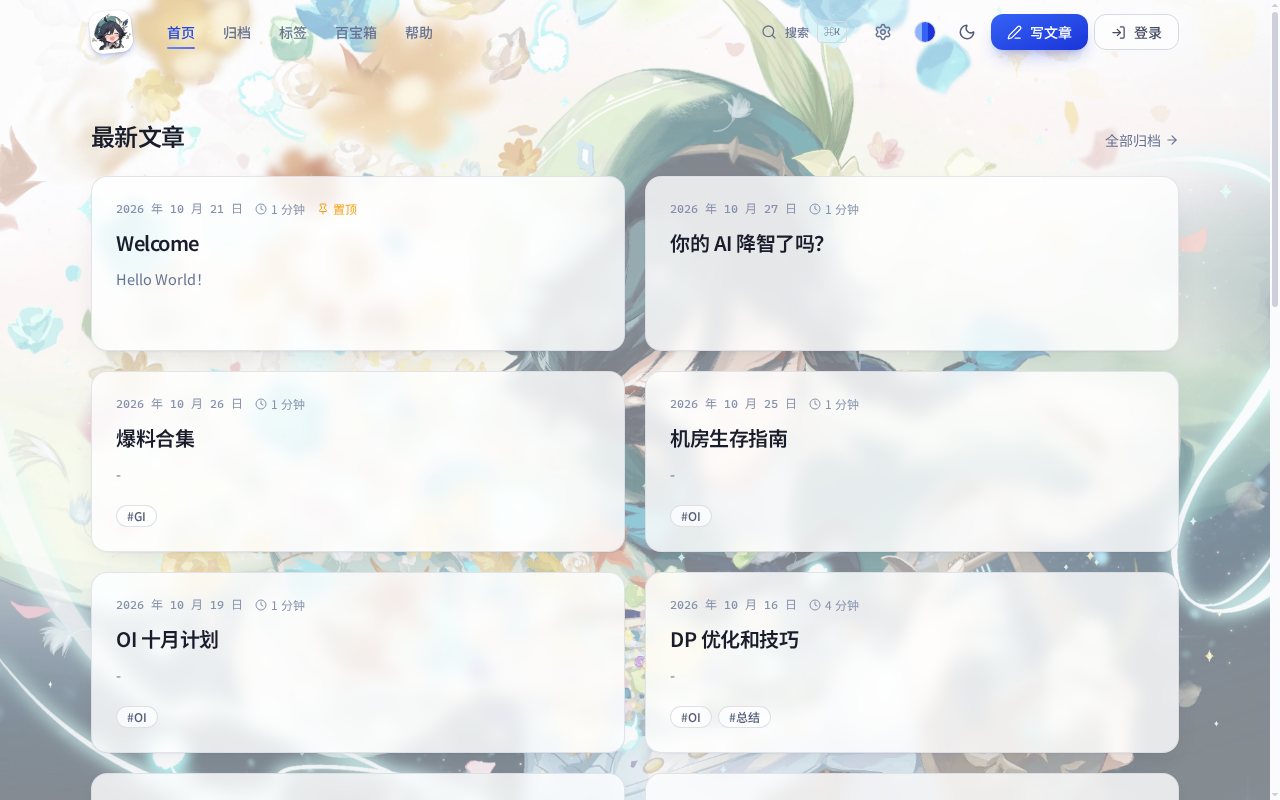 首页 归档 标签 百宝箱 帮助 搜索 ⌘K 写文章 登录
最新文章
全部归档 →
2026 年 10 月 21 日 1 分钟 置顶
Welcome
Hello World!
2026 年 10 月 27 日 1 分钟
你的 AI 降智了吗?
2026 年 10 月 26 日 1 分钟
爆料合集
-
#GI
2026 年 10 月 25 日 1 分钟
机房生存指南
-
#OI
2026 年 10 月 19 日 1 分钟
OI 十月计划
-
#OI
2026 年 10 月 16 日 4 分钟
DP 优化和技巧
-
#OI #总结